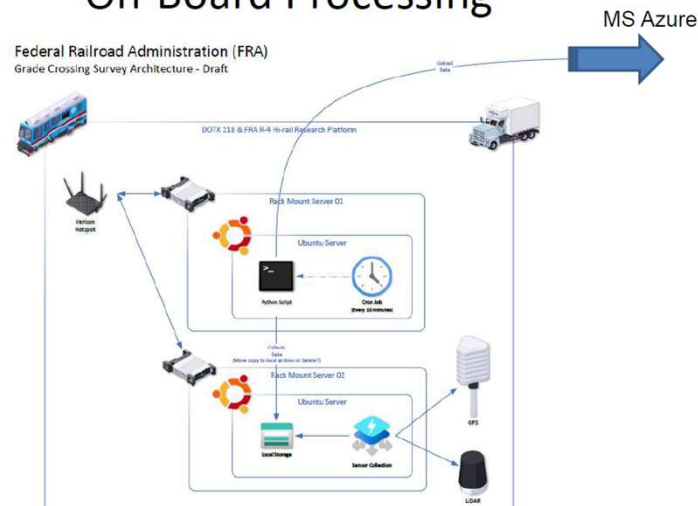 Processing
MS Azure
Federal Railroad Administration (FRA)
Grade Crossing Survey Architecture - Draft
Upload
Data
DOTX 218 & FRA R-4 Hi-rail Research Platform
Rack Mount Server 01
Verizon
Hotspot
Ubuntu Server
>_
Python Script
Cron Job
(Every 10 minutes)
Collects
Data
(Move copy to local archive or delete?)
Rack Mount Server 02
Ubuntu Server
GPS
Local Storage
Sensor Collection
LiDAR